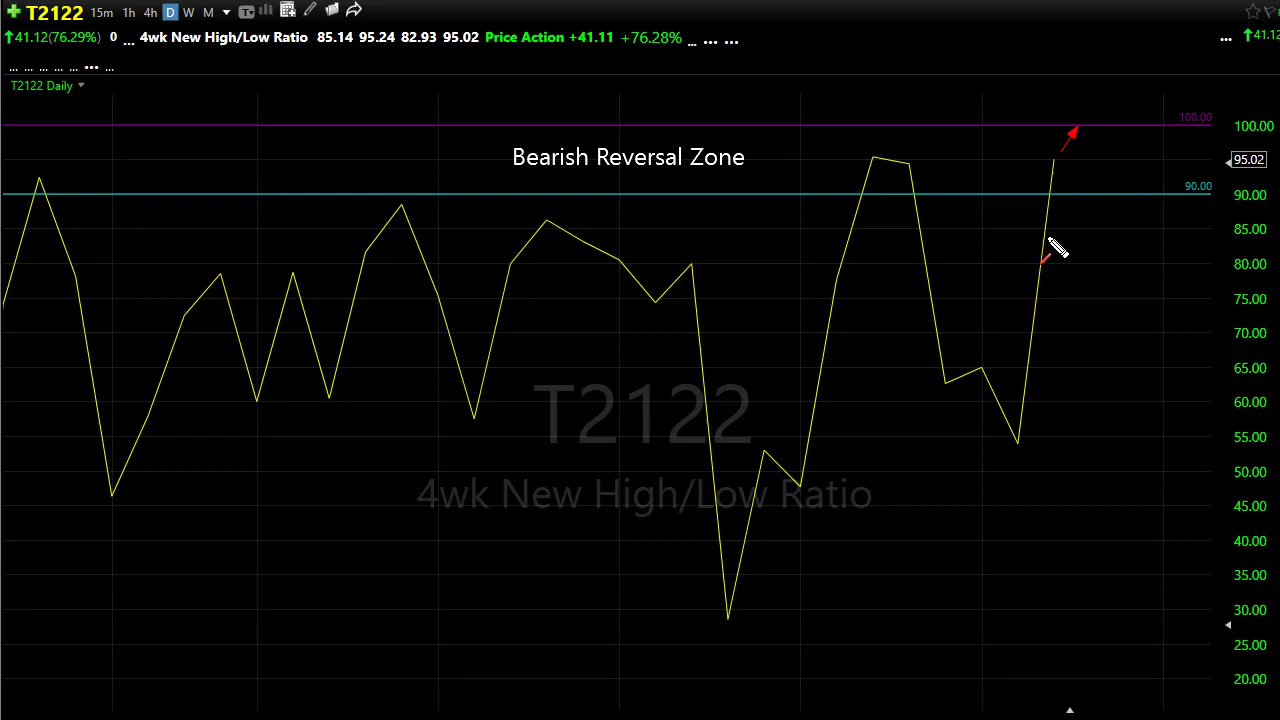 T2122 15m 1h 4h D W M
41.12(76.29%) 0 ... 4wk New High/Low Ratio 85.14 95.24 82.93 95.02 Price Action +41.11 +76.28% ... ... ... ... 41.12
... ... ... ... ... ... ...
T2122 Daily
100.00 100.00
Bearish Reversal Zone
95.02
90.00 90.00
85.00
80.00
75.00
70.00
65.00
60.00
T2122
55.00
50.00
4wk New High/Low Ratio
45.00
40.00
35.00
30.00
25.00
20.00